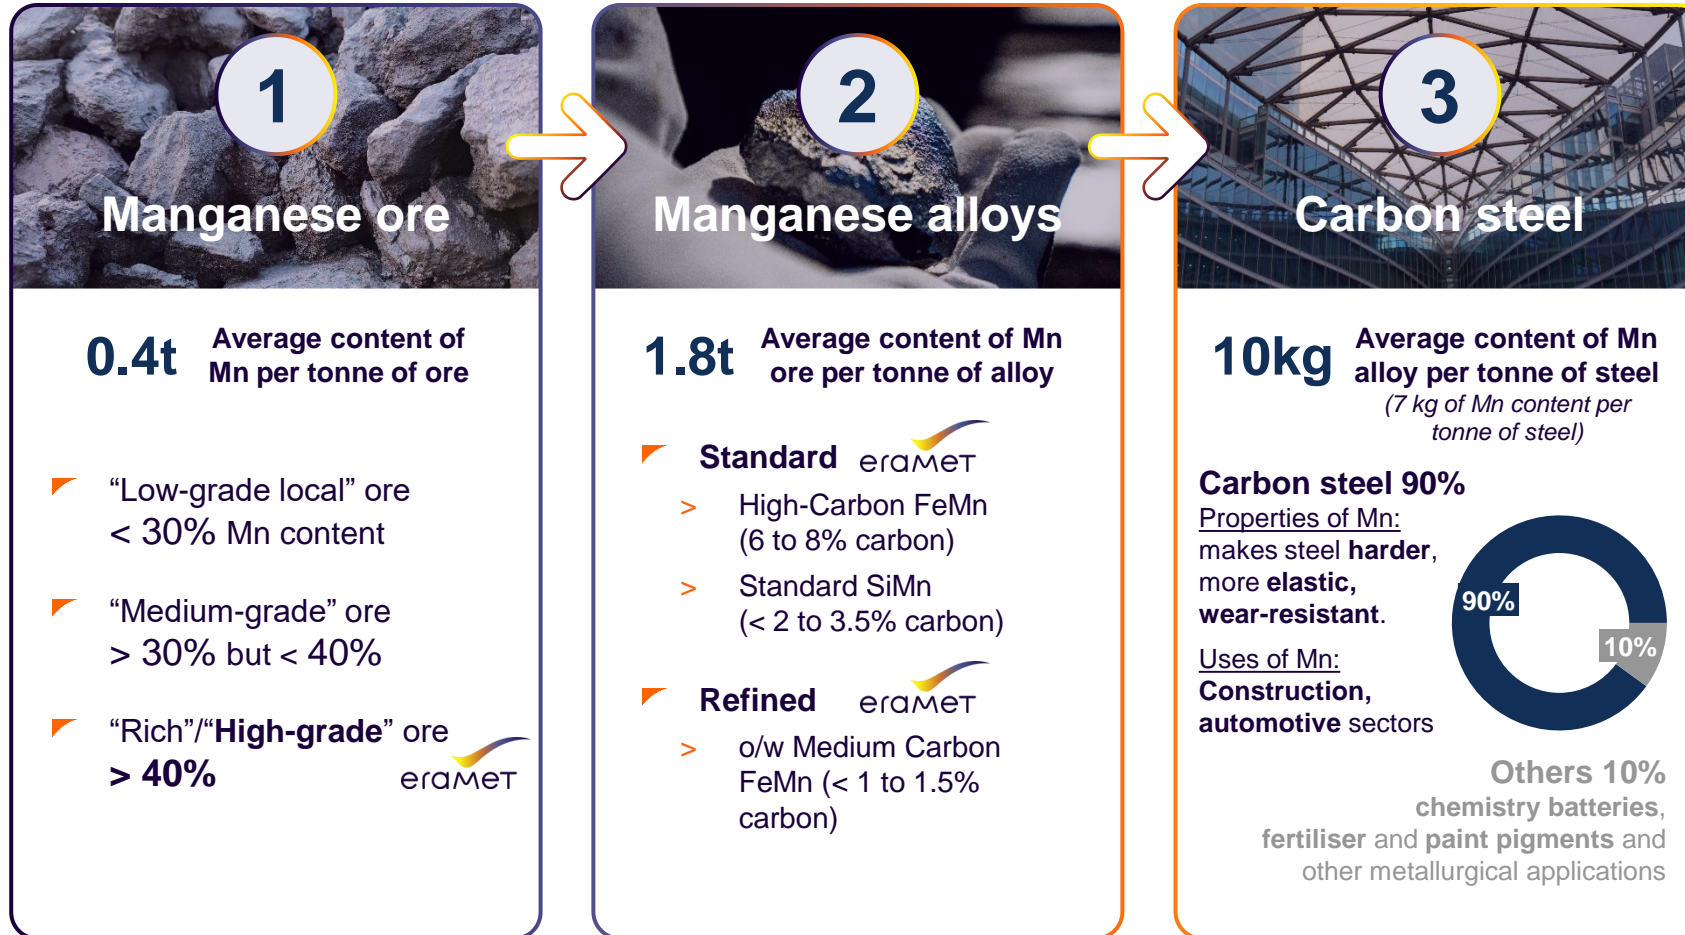 1
Manganese ore
0.4t
Average content of
Mn per tonne of ore
“Low-grade local” ore
< 30% Mn content
“Medium-grade” ore
> 30% but < 40%
“Rich”/“High-grade” ore
> 40%
eramet
2
Manganese alloys
1.8t
Average content of Mn
ore per tonne of alloy
Standard
eramet
> High-Carbon FeMn
(6 to 8% carbon)
> Standard SiMn
(< 2 to 3.5% carbon)
Refined
eramet
> o/w Medium Carbon
FeMn (< 1 to 1.5%
carbon)
3
Carbon steel
10kg
Average content of Mn
alloy per tonne of steel
(7 kg of Mn content per
tonne of steel)
Carbon steel 90%
Properties of Mn:
makes steel harder,
more elastic,
wear-resistant.
Uses of Mn:
Construction,
automotive sectors
90%
10%
Others 10%
chemistry batteries,
fertiliser and paint pigments and
other metallurgical applications